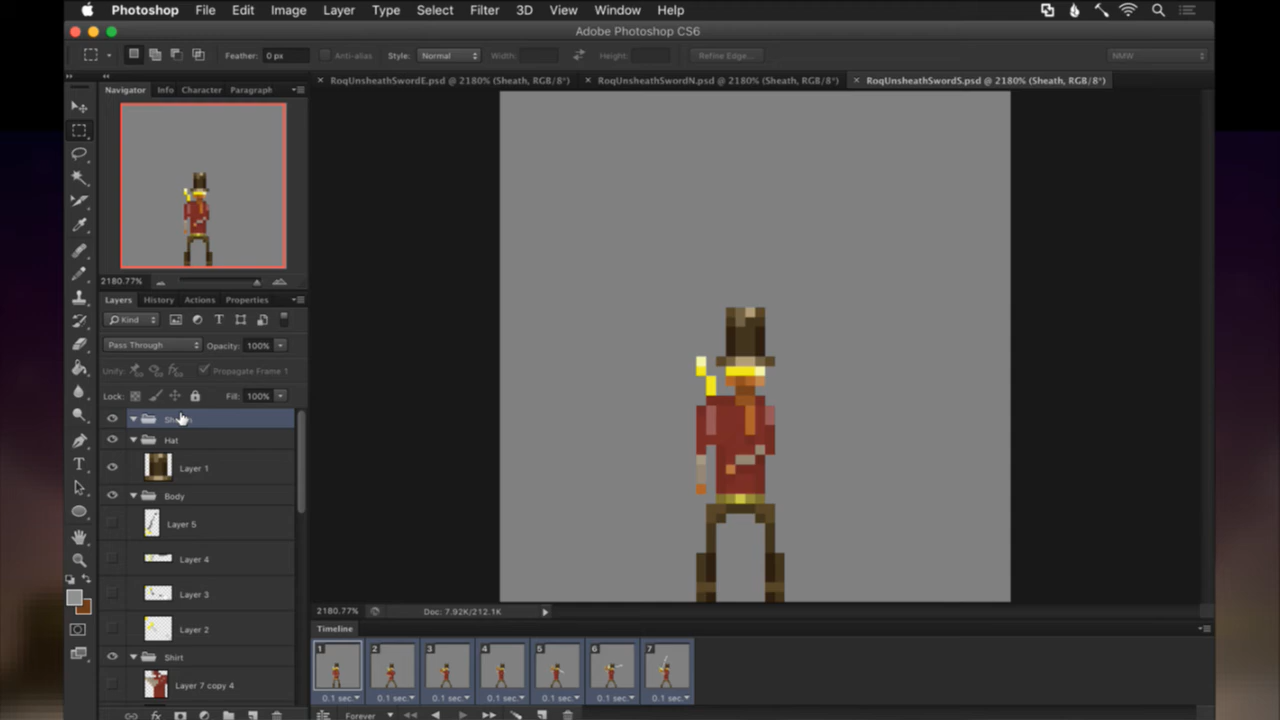 Photoshop File Edit Image Layer Type Select Filter 3D View Window Help
Adobe Photoshop CS6
Feather: 0 px Anti-alias Style: Normal Width: Height: Refine Edge... NMW
RoqUnsheathSwordE.psd @ 2180% (Sheath, RGB/8*) RoqUnsheathSwordN.psd @ 2180% (Sheath, RGB/8*) RoqUnsheathSwordS.psd @ 2180% (Sheath, RGB/8*)
Navigator Info Character Paragraph
2180.77%
Layers History Actions Properties
Kind
Pass Through Opacity: 100%
Unify: Propagate Frame 1
Lock: Fill: 100%
Hat
Layer 1
Body
Layer 5
Layer 4
Layer 3
Layer 2
Shirt
Layer 7 copy 4
2180.77% Doc: 7.92K/212.1K
Timeline
1 2 3 4 5 6 7
0.1 sec. 0.1 sec. 0.1 sec. 0.1 sec. 0.1 sec. 0.1 sec. 0.1 sec.
Forever